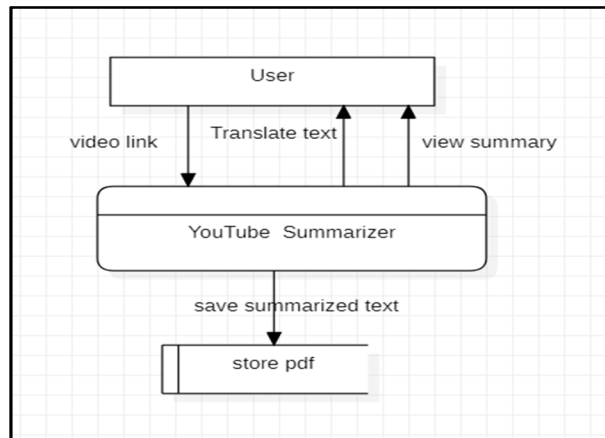 User
video link
Translate text
view summary
YouTube Summarizer
save summarized text
store pdf